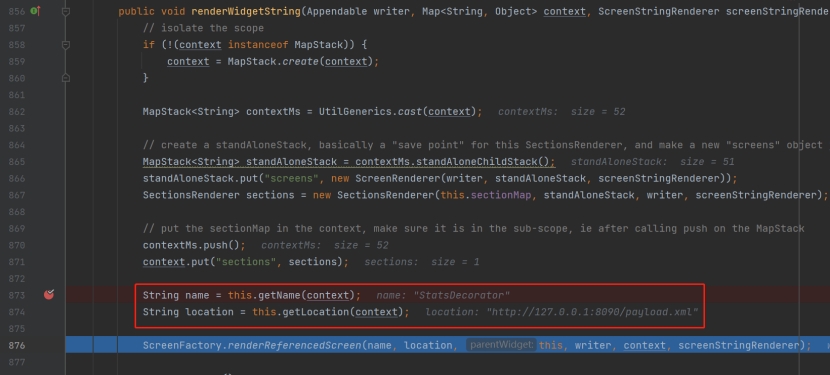 856 public void renderWidgetString(Appendable writer, Map<String, Object> context, ScreenStringRenderer screenStringRende
857 // isolate the scope
858 if (!(context instanceof MapStack)) {
859 context = MapStack.create(context);
860 }
861
862 MapStack<String> contextMs = UtilGenerics.cast(context); contextMs: size = 52
863
864 // create a standAloneStack, basically a "save point" for this SectionsRenderer, and make a new "screens" object
865 MapStack<String> standAloneStack = contextMs.standAloneChildStack(); standAloneStack: size = 51
866 standAloneStack.put("screens", new ScreenRenderer(writer, standAloneStack, screenStringRenderer));
867 SectionsRenderer sections = new SectionsRenderer(this.sectionMap, standAloneStack, writer, screenStringRenderer);
868
869 // put the sectionMap in the context, make sure it is in the sub-scope, ie after calling push on the MapStack
870 contextMs.push(); contextMs: size = 52
871 context.put("sections", sections); sections: size = 1
872
873 String name = this.getName(context); name: "StatsDecorator"
874 String location = this.getLocation(context); location: "http://127.0.0.1:8090/payload.xml"
875
876 ScreenFactory.renderReferencedScreen(name, location, parentWidget: this, writer, context, screenStringRenderer);
877